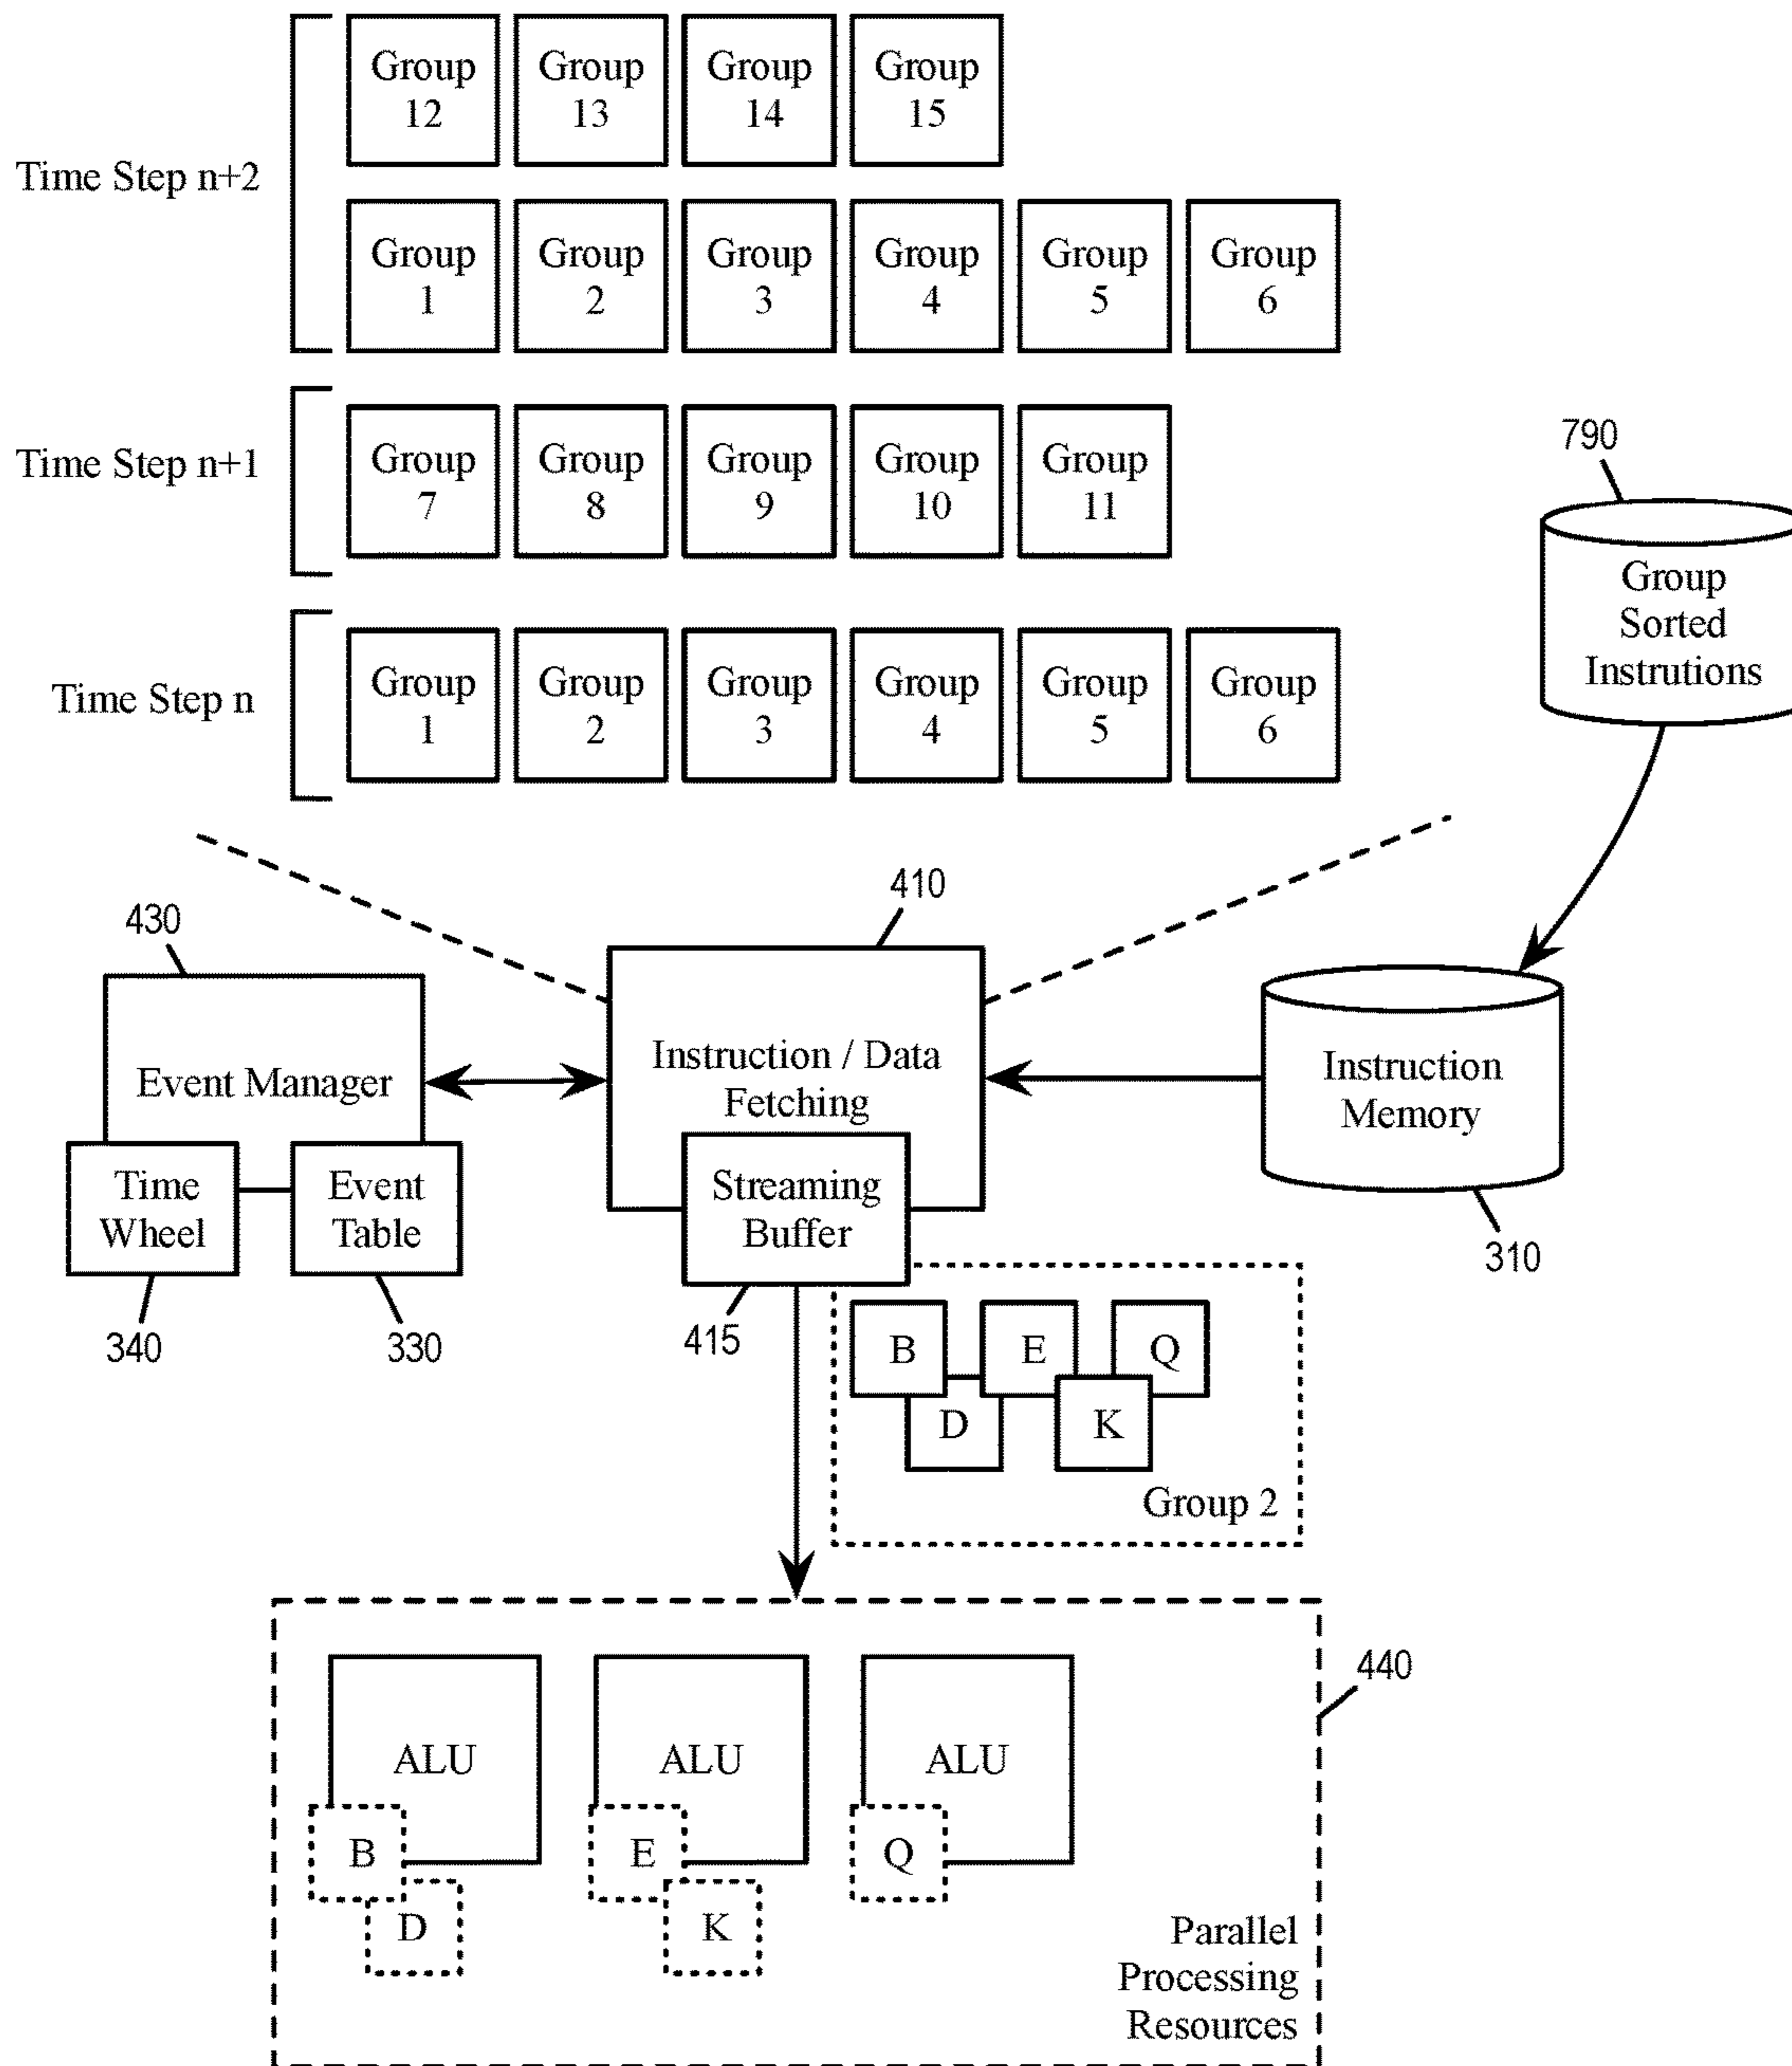 Group
12
Group
13
Group
14
Group
15
Time Step n+2
Group
1
Group
2
Group
3
Group
4
Group
5
Group
6
Time Step n+1
Group
7
Group
8
Group
9
Group
10
Group
11
790
Group
Sorted
Instrutions
Time Step n
Group
1
Group
2
Group
3
Group
4
Group
5
Group
6
430
410
Event Manager
Instruction / Data
Fetching
Instruction
Memory
Time
Wheel
Event
Table
Streaming
Buffer
340
330
415
310
B
E
Q
D
K
Group 2
440
ALU
ALU
ALU
B
E
Q
D
K
Parallel
Processing
Resources